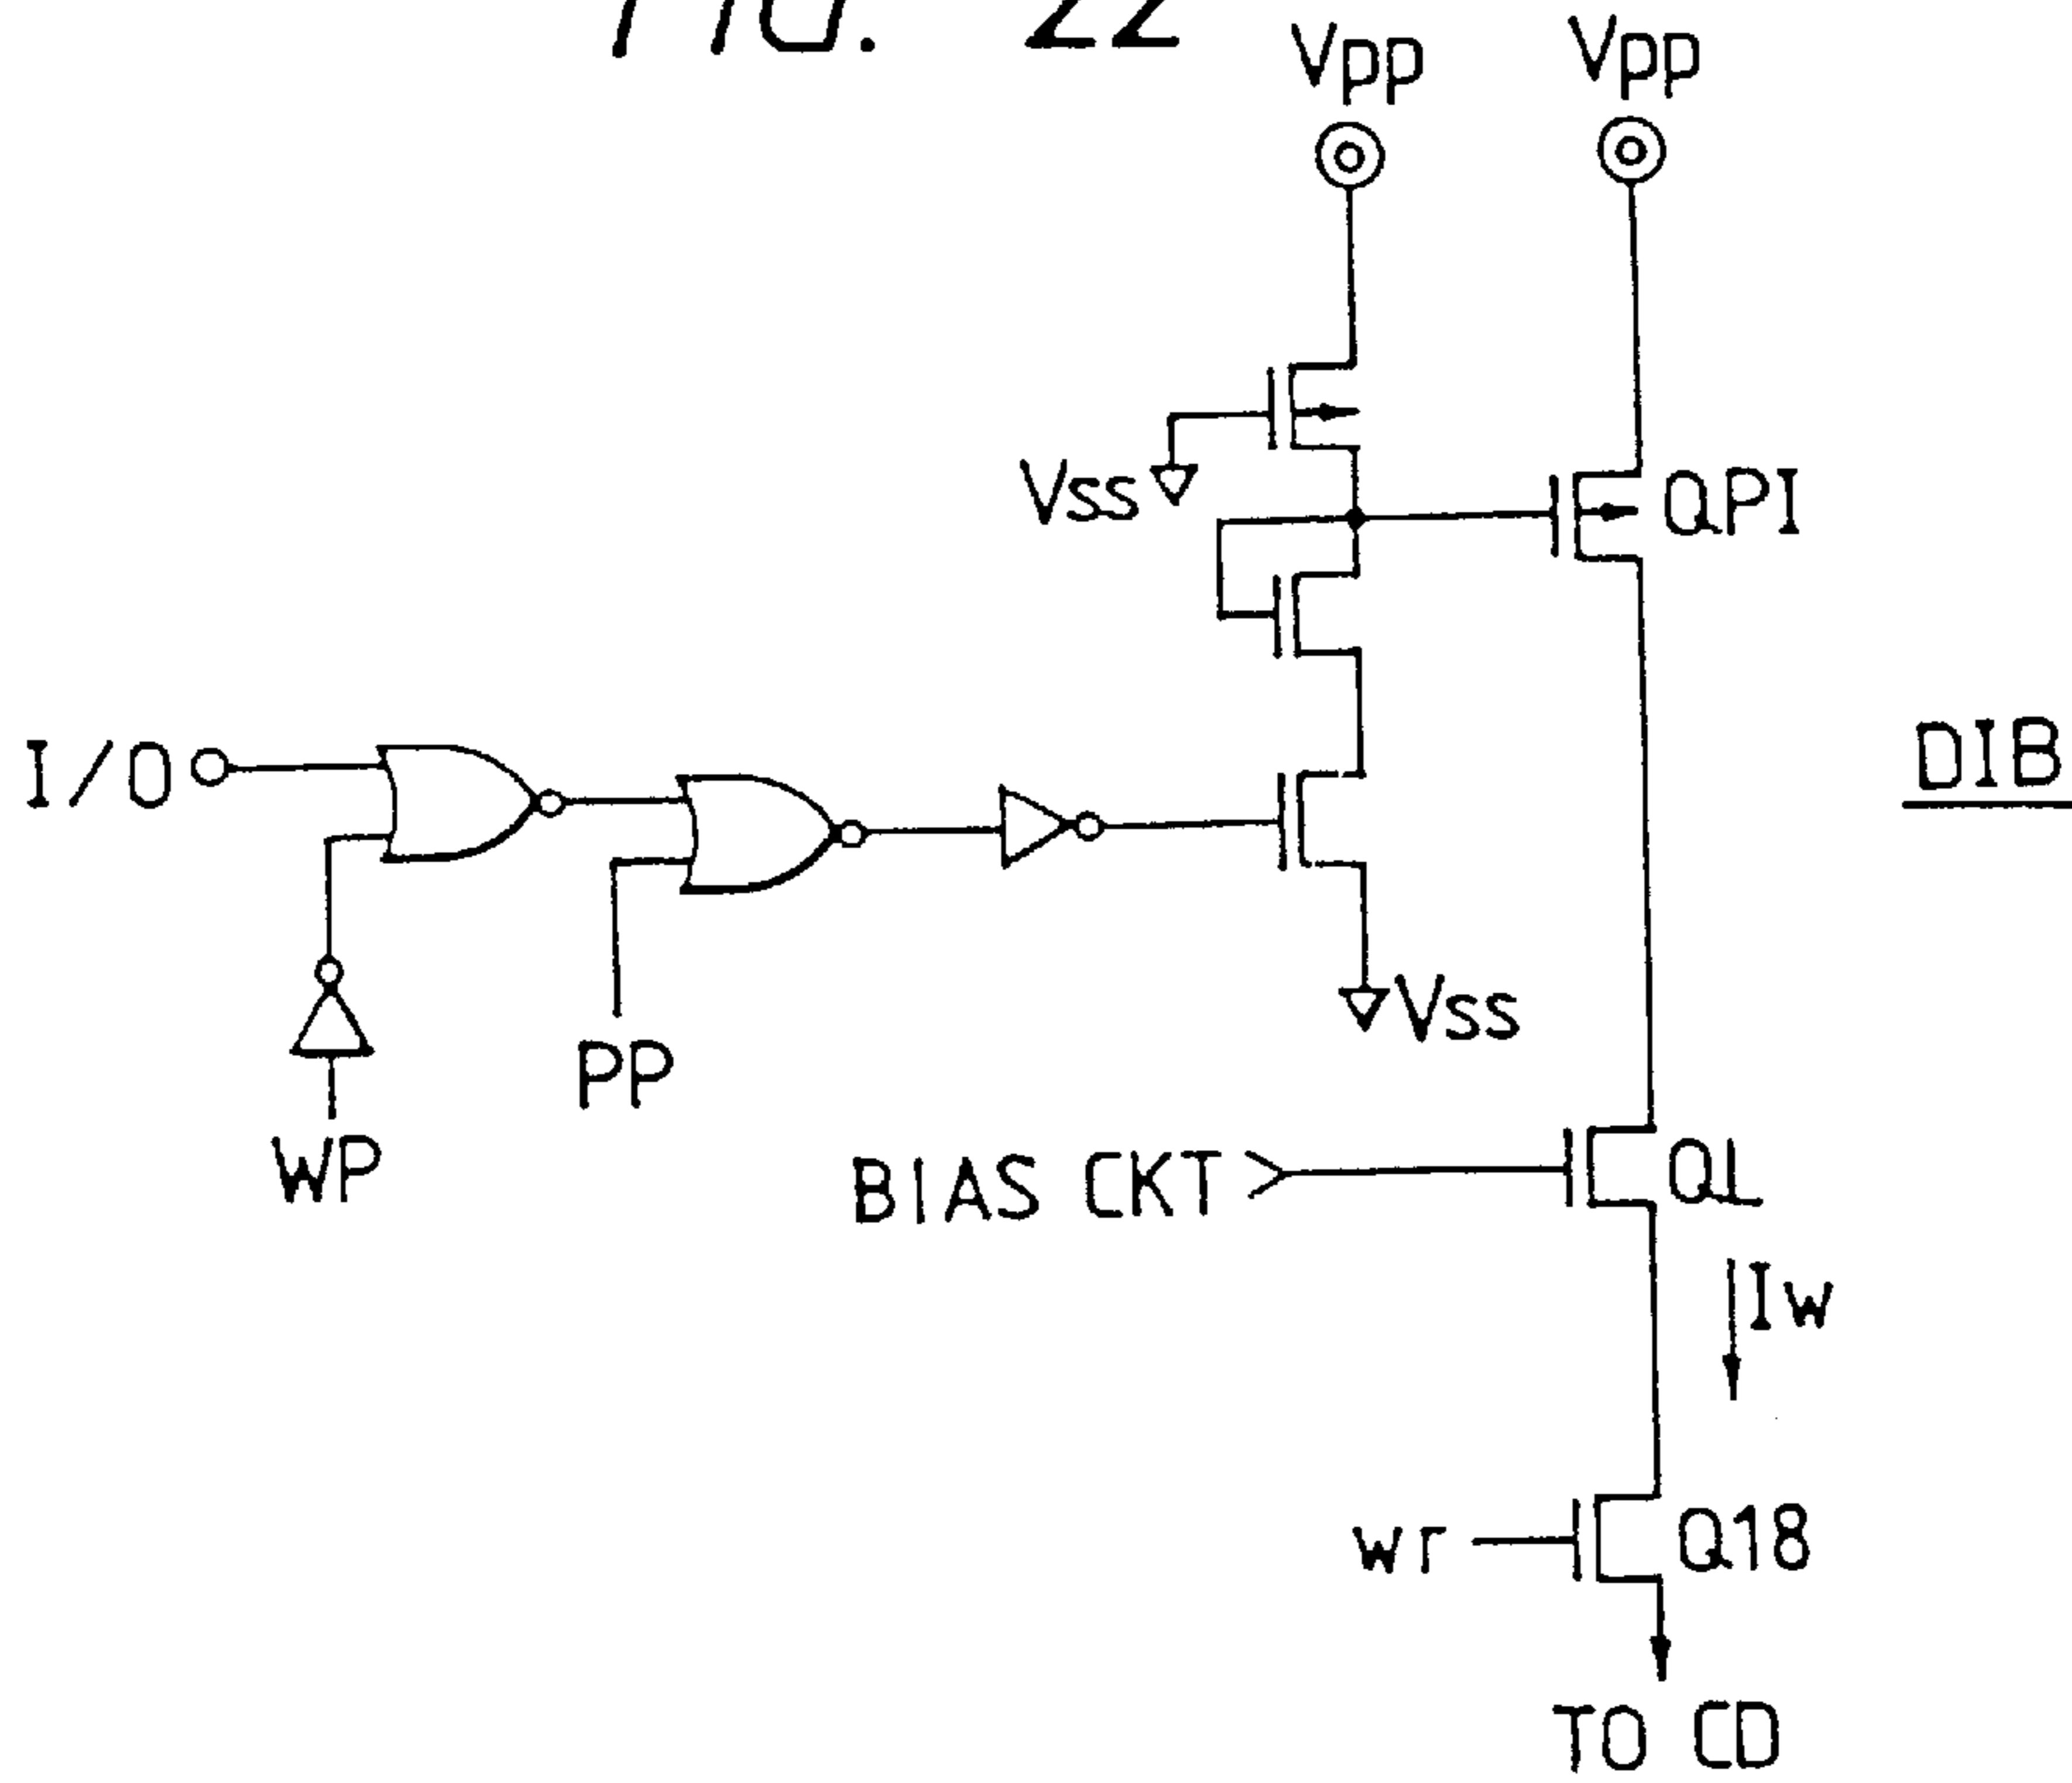 FIG. 22
Vpp Vpp
Vss
QPI
I/O
DIB
Vss
PP
WP
BIAS CKT
QL
Iw
wr
Q18
TO CD